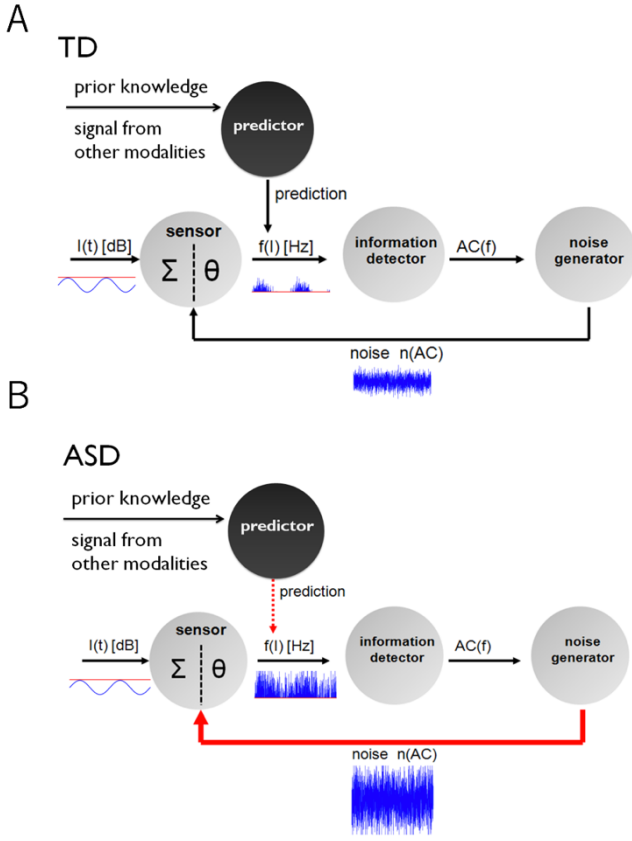 A
TD
prior knowledge
signal from
other modalities
predictor
prediction
I(t) [dB]
sensor
Σ θ
f(I) [Hz]
information
detector
AC(f)
noise
generator
noise n(AC)
B
ASD
prior knowledge
signal from
other modalities
predictor
prediction
I(t) [dB]
sensor
Σ θ
f(I) [Hz]
information
detector
AC(f)
noise
generator
noise n(AC)